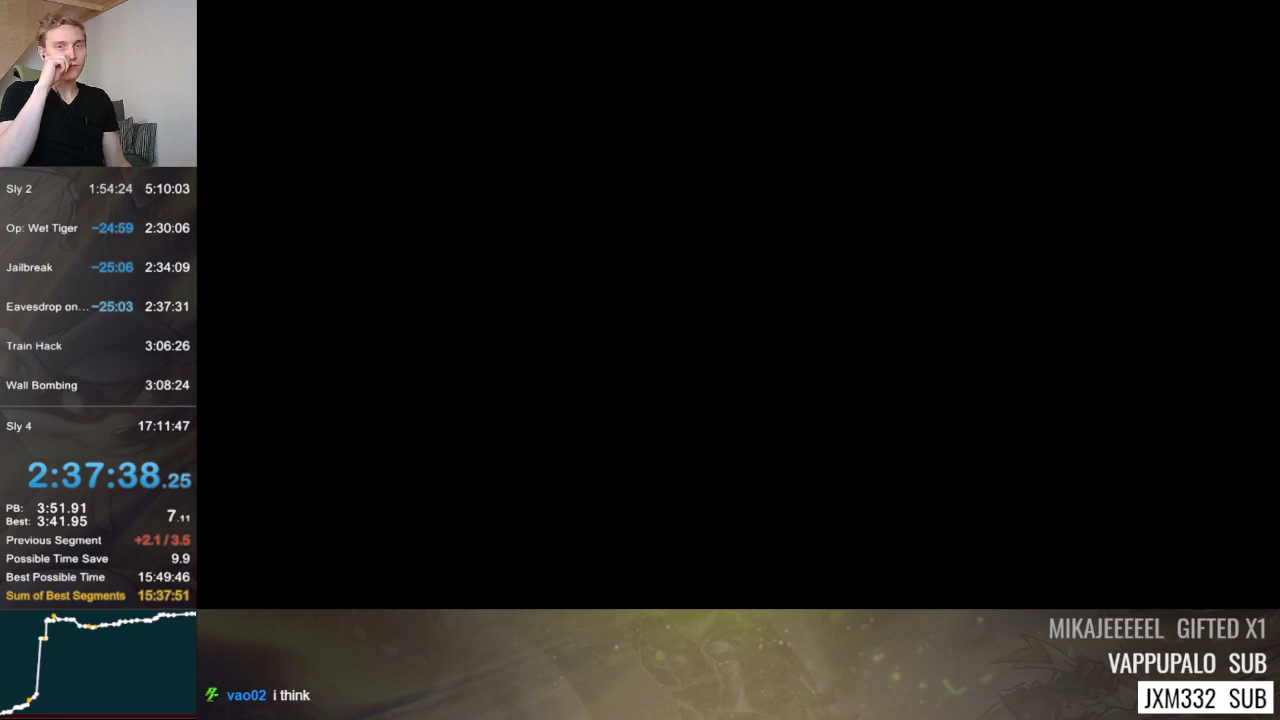 Sly 2 1:54:24 5:10:03
Op: Wet Tiger −24:59 2:30:06
Jailbreak −25:06 2:34:09
Eavesdrop on... −25:03 2:37:31
Train Hack 3:06:26
Wall Bombing 3:08:24
Sly 4 17:11:47
2:37:38.25
PB: 3:51.91
Best: 3:41.95 7.11
Previous Segment +2.1 / 3.5
Possible Time Save 9.9
Best Possible Time 15:49:46
Sum of Best Segments 15:37:51
MIKAJEEEEEL GIFTED X1
VAPPUPALO SUB
JXM332 SUB
vao02 i think